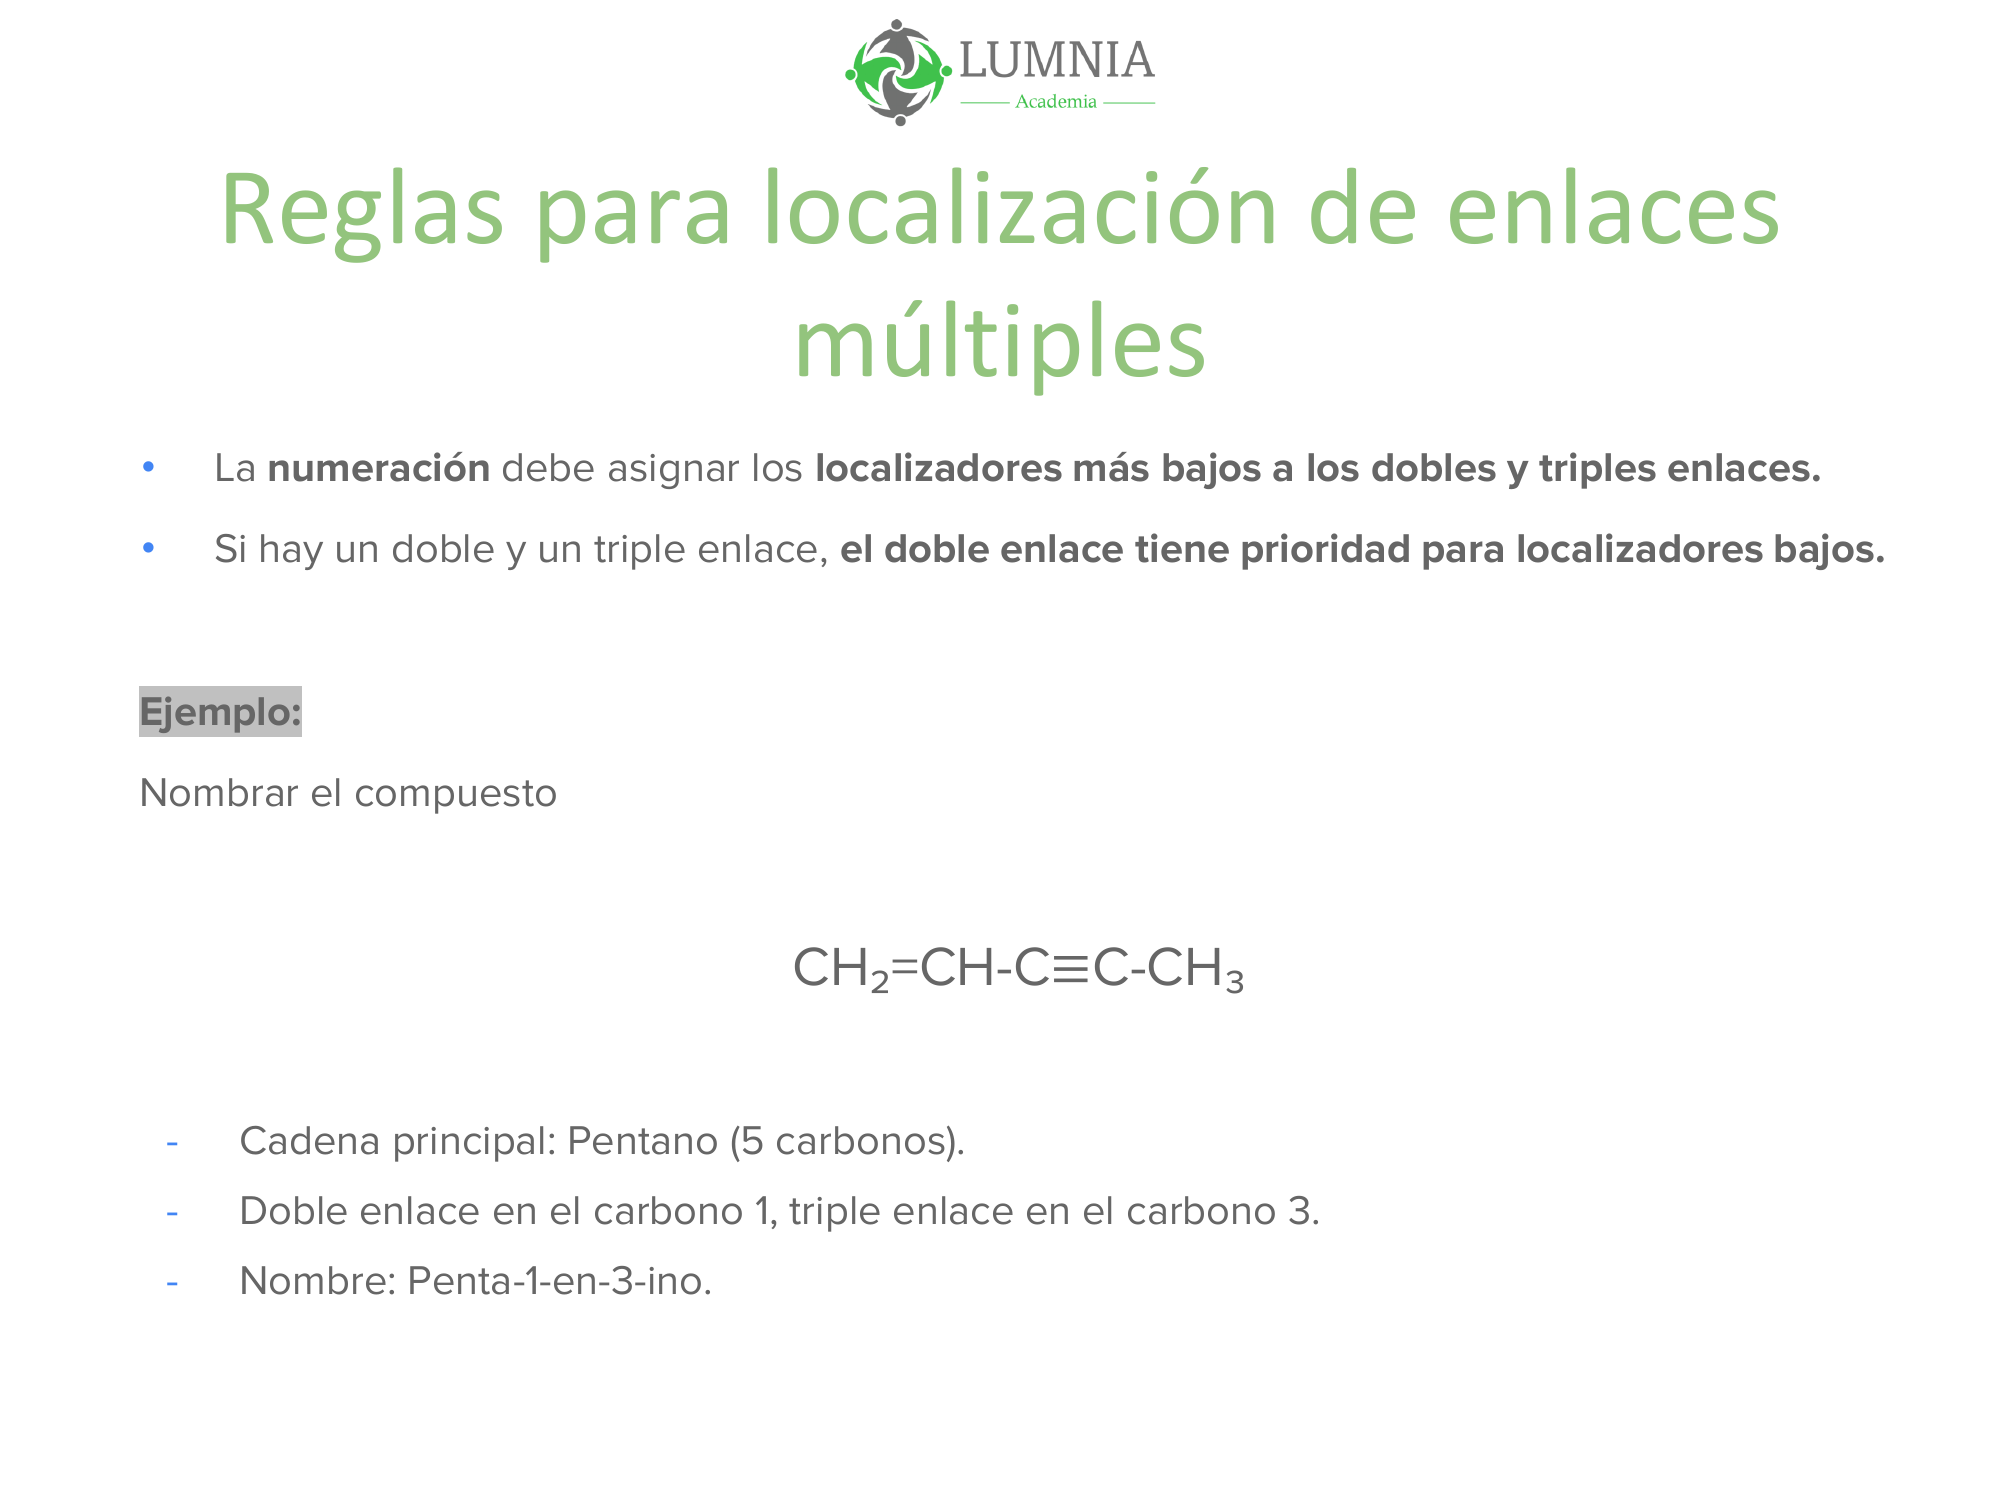 LUMNIA
Academia
Reglas para localización de enlaces
múltiples
• La numeración debe asignar los localizadores más bajos a los dobles y triples enlaces.
• Si hay un doble y un triple enlace, el doble enlace tiene prioridad para localizadores bajos.
Ejemplo:
Nombrar el compuesto
CH₂=CH-C≡C-CH₃
- Cadena principal: Pentano (5 carbonos).
- Doble enlace en el carbono 1, triple enlace en el carbono 3.
- Nombre: Penta-1-en-3-ino.